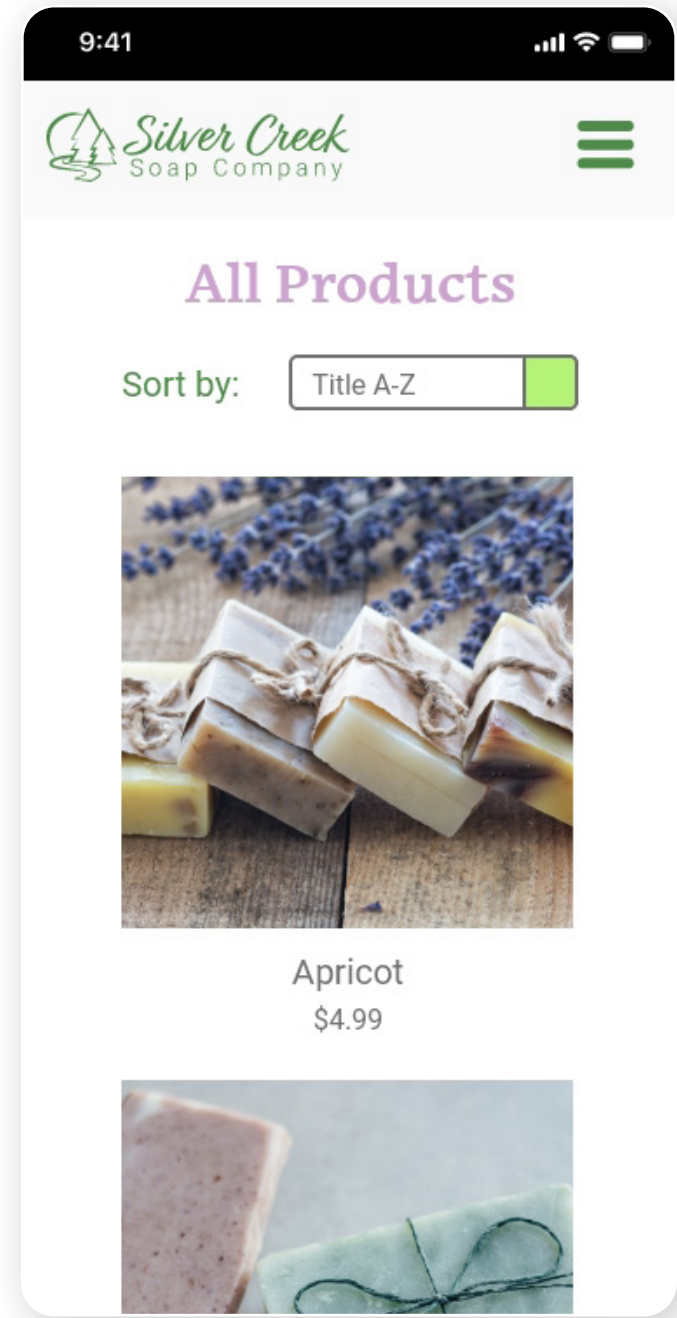 9:41
Silver Creek
Soap Company
All Products
Sort by:
Title A-Z
Apricot
$4.99